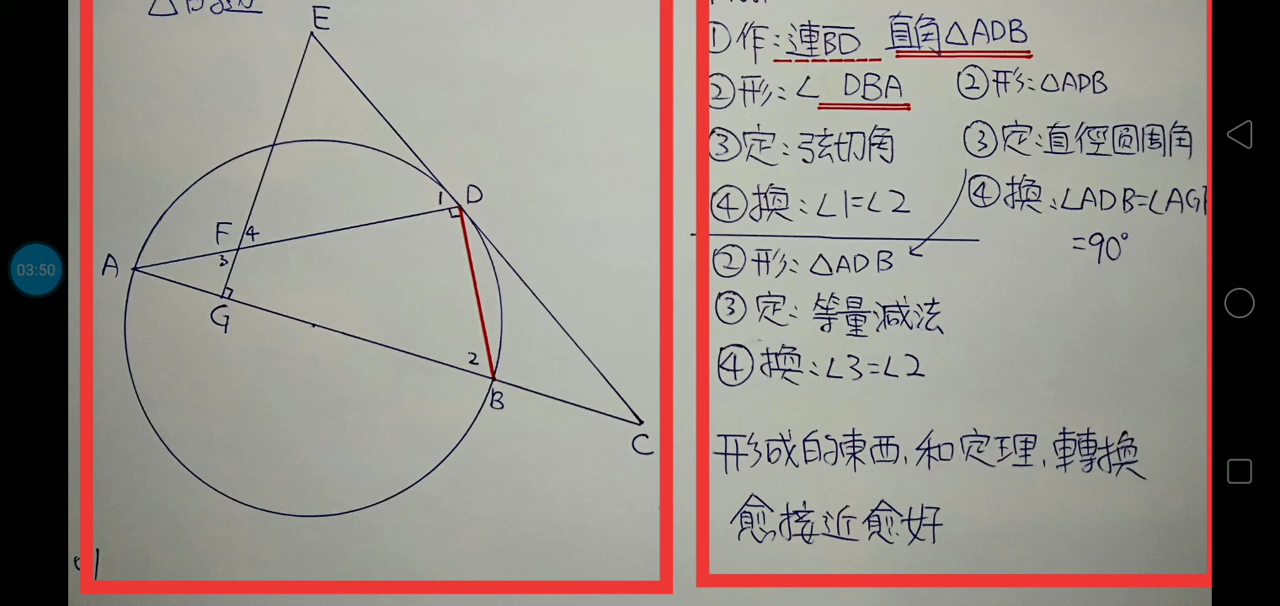 E
D
1
F 4
3
A
G
2
B
C
03:50
①作:連BD 直角△ADB
②形:∠ DBA ②形:△ADB
③定:弦切角 ③定:直徑圓周角
④換:∠1=∠2 ④換:∠ADB=∠AG
=90°
②形:△ADB
③定:等量減法
④換:∠3=∠2
形成的東西,和定理,轉換
愈接近愈好